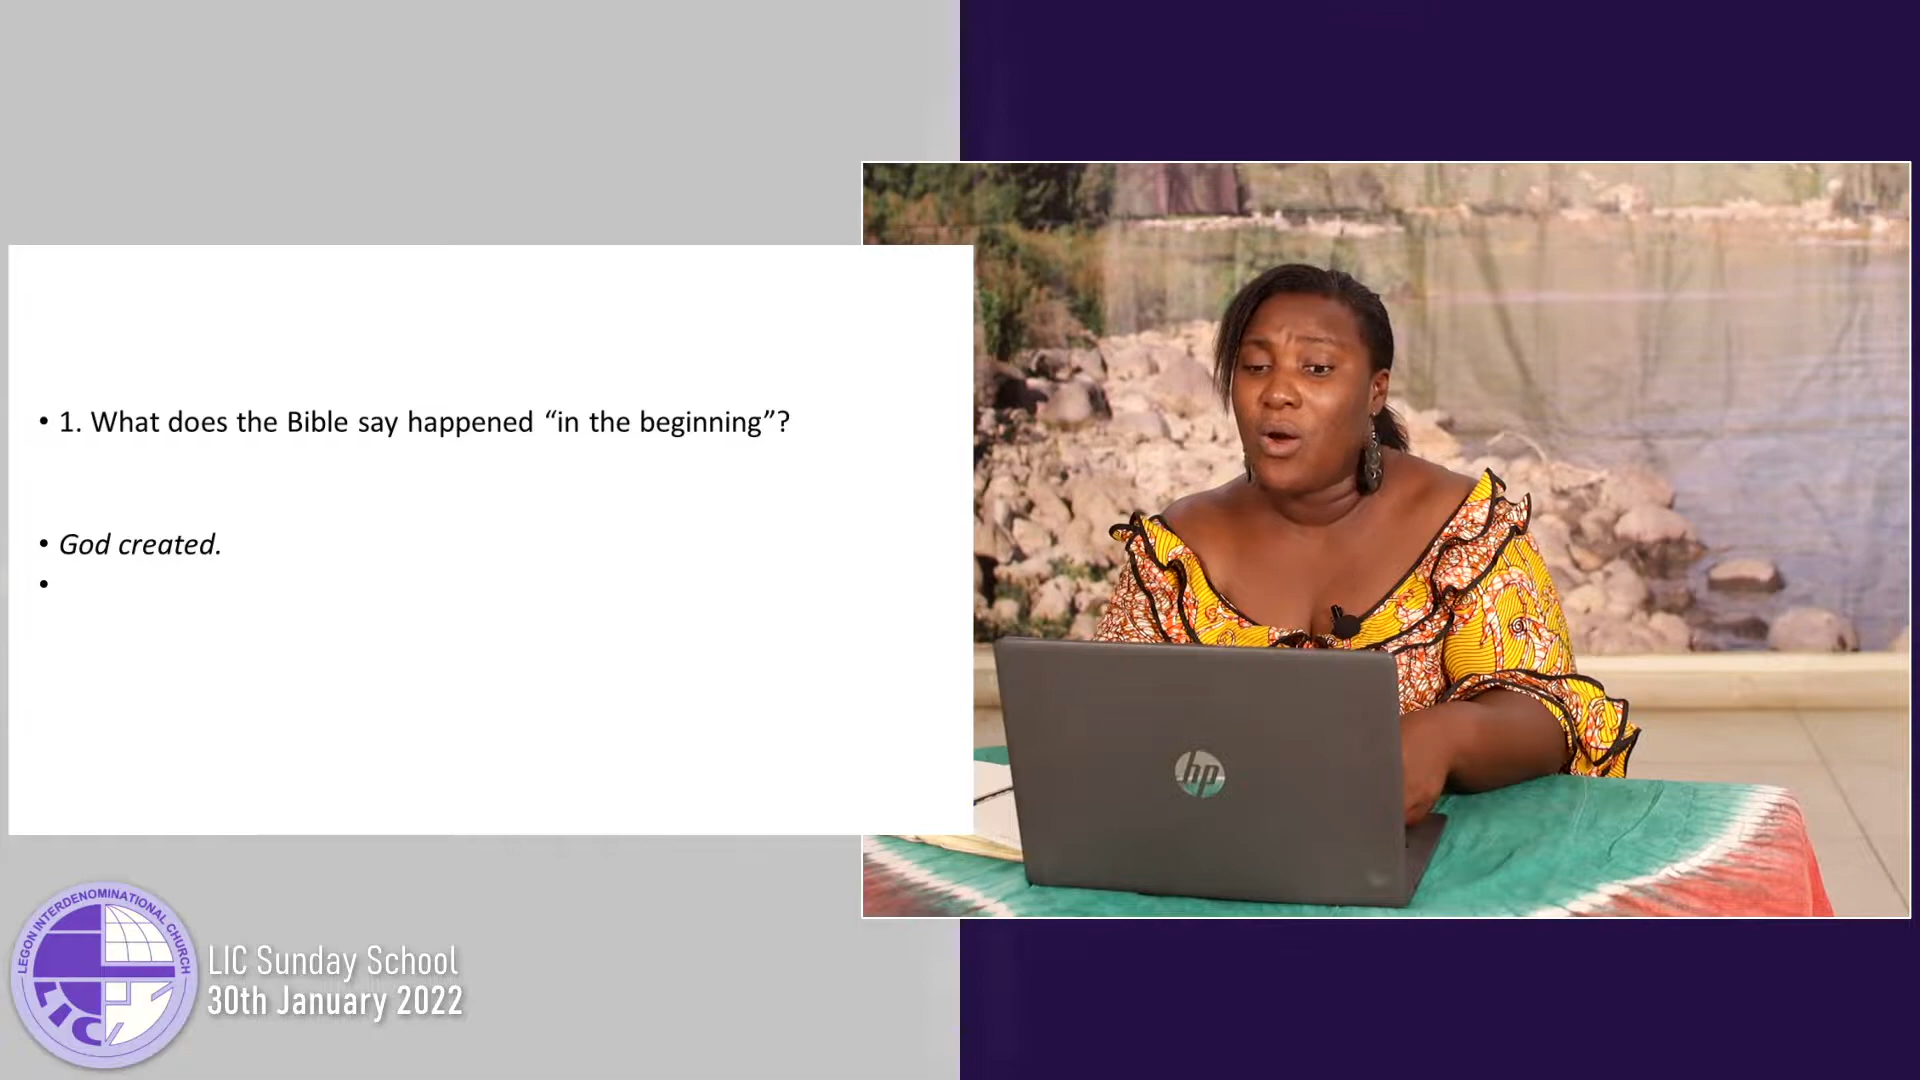 • 1. What does the Bible say happened “in the beginning”?
• God created.
•
hp
LEGON INTERDENOMINATIONAL CHURCH
LIC
LIC Sunday School
30th January 2022